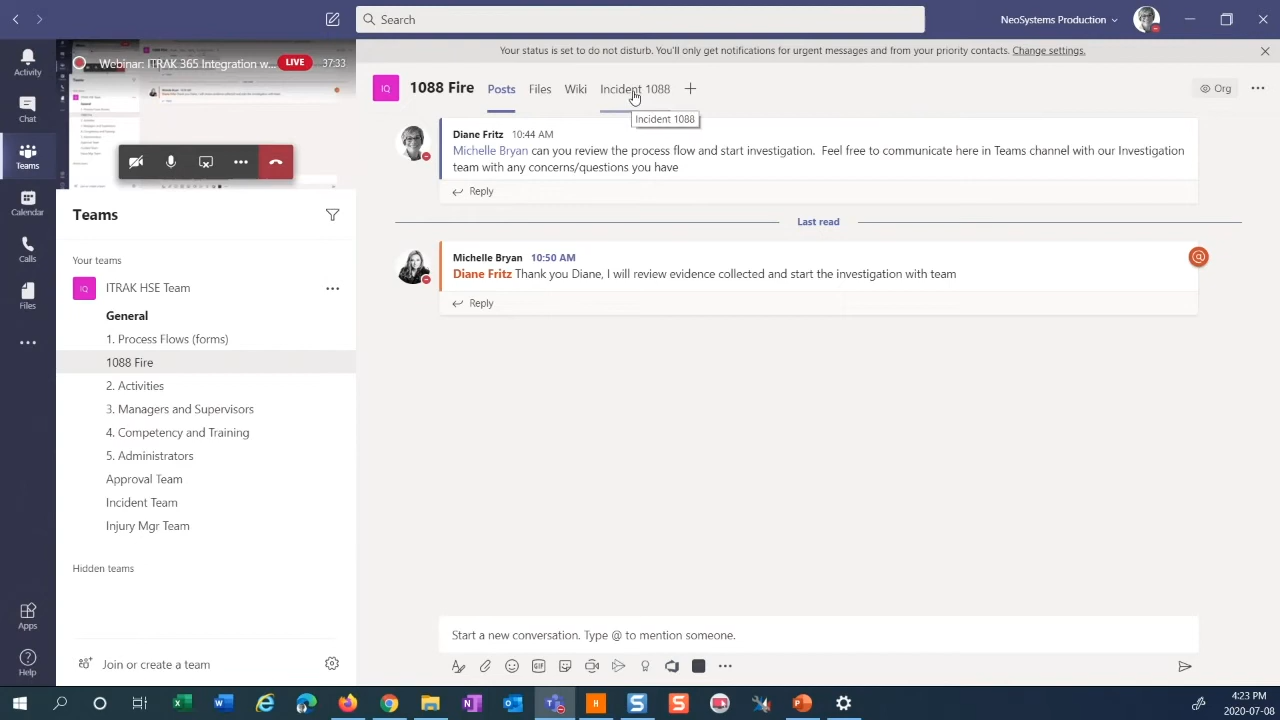 Search
NeoSystems Production
Your status is set to do not disturb. You'll only get notifications for urgent messages and from your priority contacts. Change settings.
Webinar: ITRAK 365 Integration w...
LIVE
37:33
IQ
1088 Fire
Posts
Files
Wiki
Incident 1088
Incident 1088
Activity
Chat
Teams
Calendar
Calls
Files
Apps
Help
Teams
Your teams
IQ
ITRAK HSE Team
General
1. Process Flows (forms)
1088 Fire
2. Activities
3. Managers and Supervisors
4. Competency and Training
5. Administrators
Approval Team
Incident Team
Injury Mgr Team
Hidden teams
Join or create a team
Diane Fritz 10:44 AM
Michelle Bryan can you review the process flow and start investigation. Feel free to communicate here in Teams channel with our Investigation
team with any concerns/questions you have
Reply
Last read
Michelle Bryan 10:50 AM
Diane Fritz Thank you Diane, I will review evidence collected and start the investigation with team
Reply
Start a new conversation. Type @ to mention someone.
GIF
4:23 PM
2020-07-08